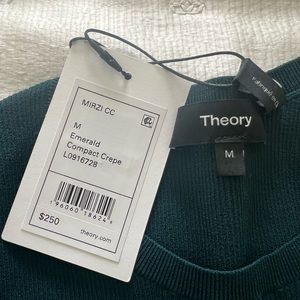 MIRZI CC
M
Emerald
Compact Crepe
L0916728
$250
theory.com
Theory
M